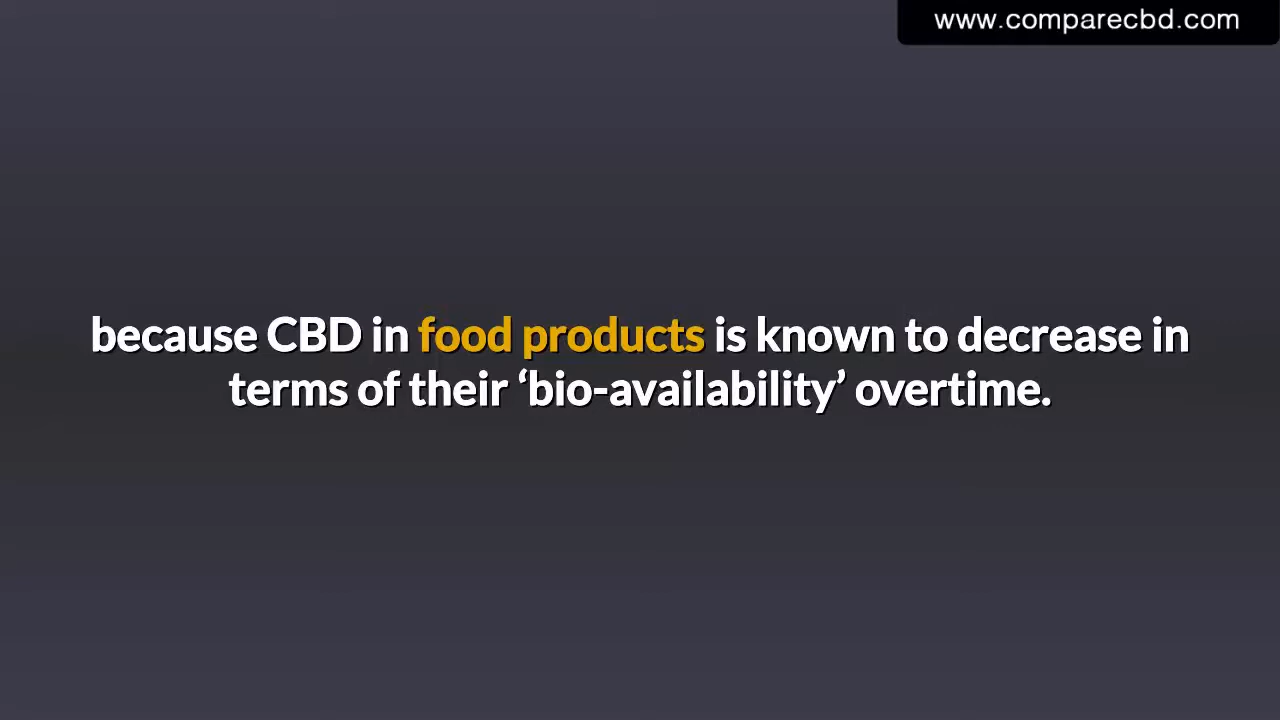 www.comparecbd.com
because CBD in food products is known to decrease in
terms of their ‘bio-availability’ overtime.